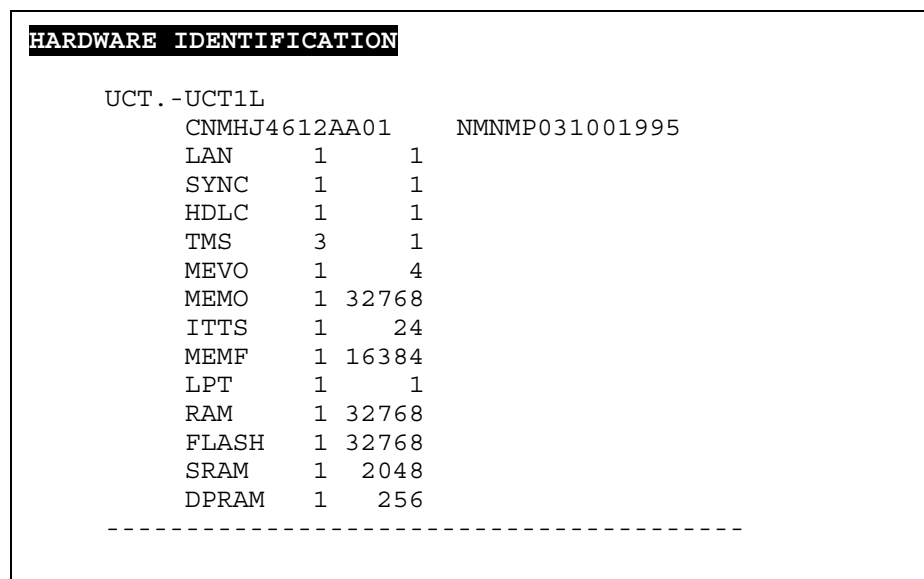 HARDWARE IDENTIFICATION
UCT.-UCT1L
CNMHJ4612AA01    NMNMP031001995
LAN     1     1
SYNC    1     1
HDLC    1     1
TMS     3     1
MEVO    1     4
MEMO    1 32768
ITTS    1    24
MEMF    1 16384
LPT     1     1
RAM     1 32768
FLASH   1 32768
SRAM    1  2048
DPRAM   1   256
----------------------------------------